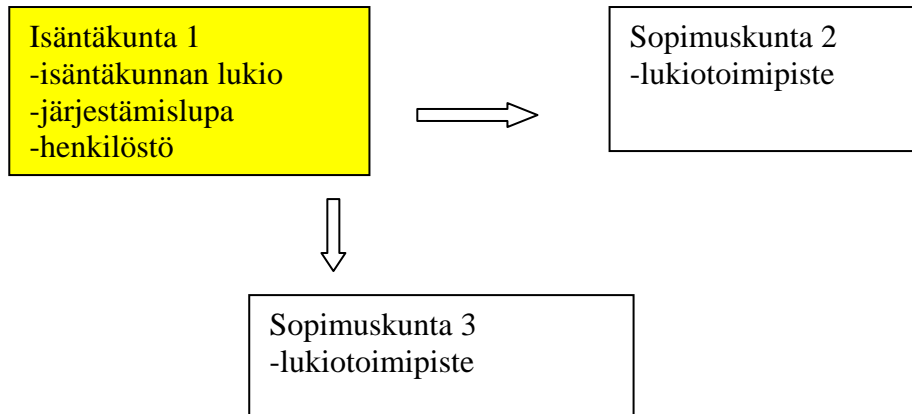 Isäntäkunta 1
-isäntäkunnan lukio
-järjestämislupa
-henkilöstö
Sopimuskunta 2
-lukiotoimipiste
Sopimuskunta 3
-lukiotoimipiste